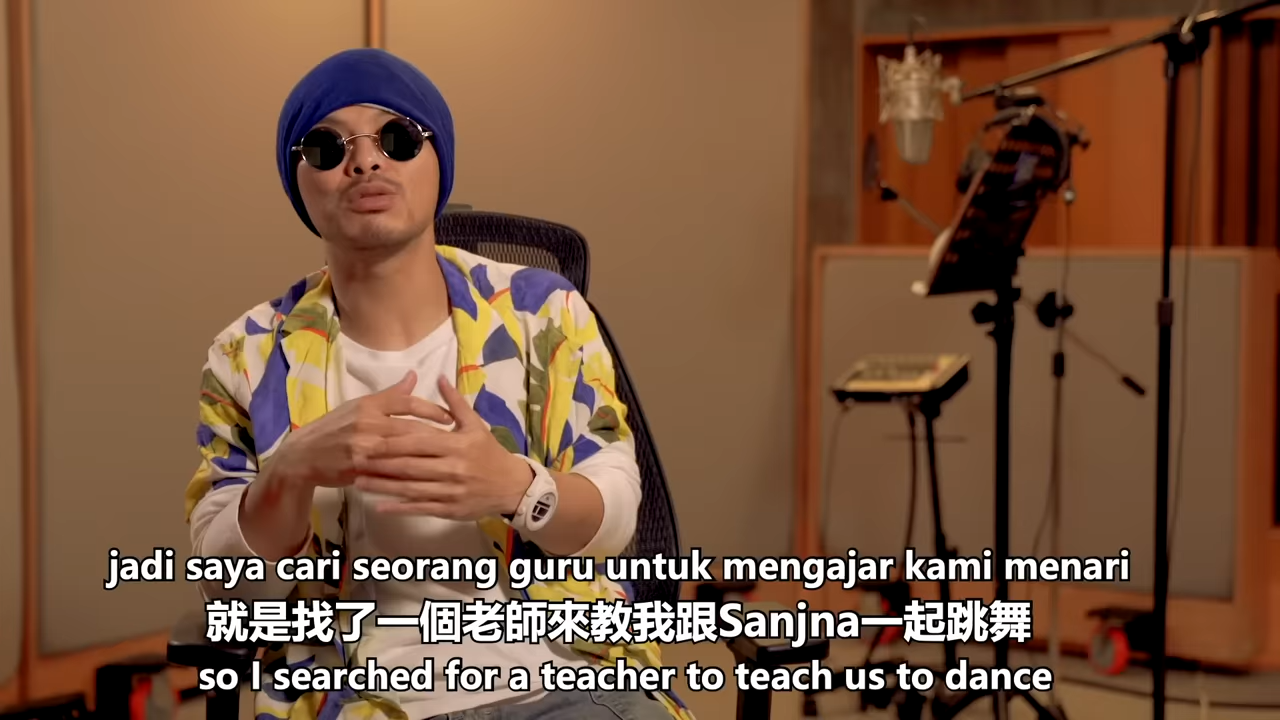 jadi saya cari seorang guru untuk mengajar kami menari
就是找了一個老師來教我跟Sanjna一起跳舞
so I searched for a teacher to teach us to dance